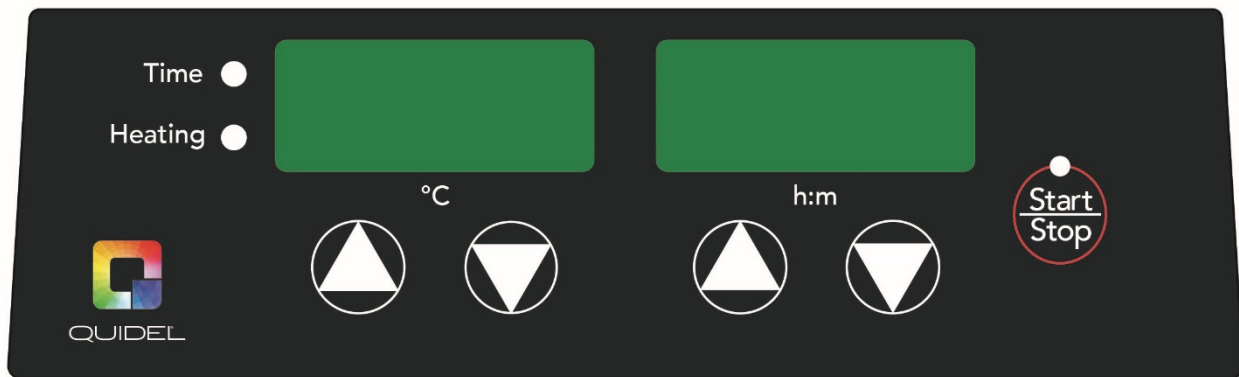 Time
Heating
°C
h:m
Start
Stop
QUIDEL